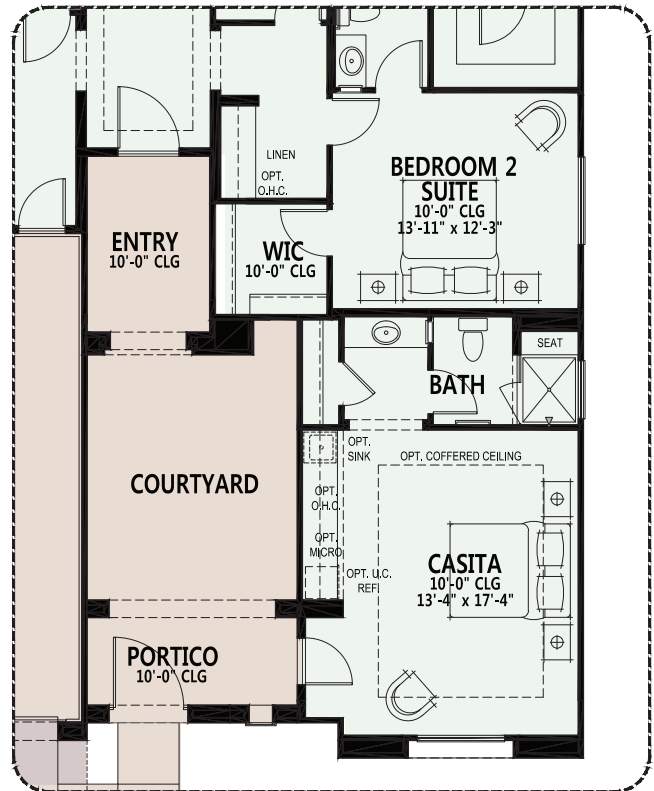 LINEN
OPT.
O.H.C.
BEDROOM 2
SUITE
10'-0" CLG
13'-11" x 12'-3"
ENTRY
10'-0" CLG
WIC
10'-0" CLG
SEAT
BATH
OPT.
SINK
OPT. COFFERED CEILING
COURTYARD
OPT.
O.H.C.
OPT.
MICRO
OPT. U.C.
REF.
CASITA
10'-0" CLG
13'-4" x 17'-4"
PORTICO
10'-0" CLG